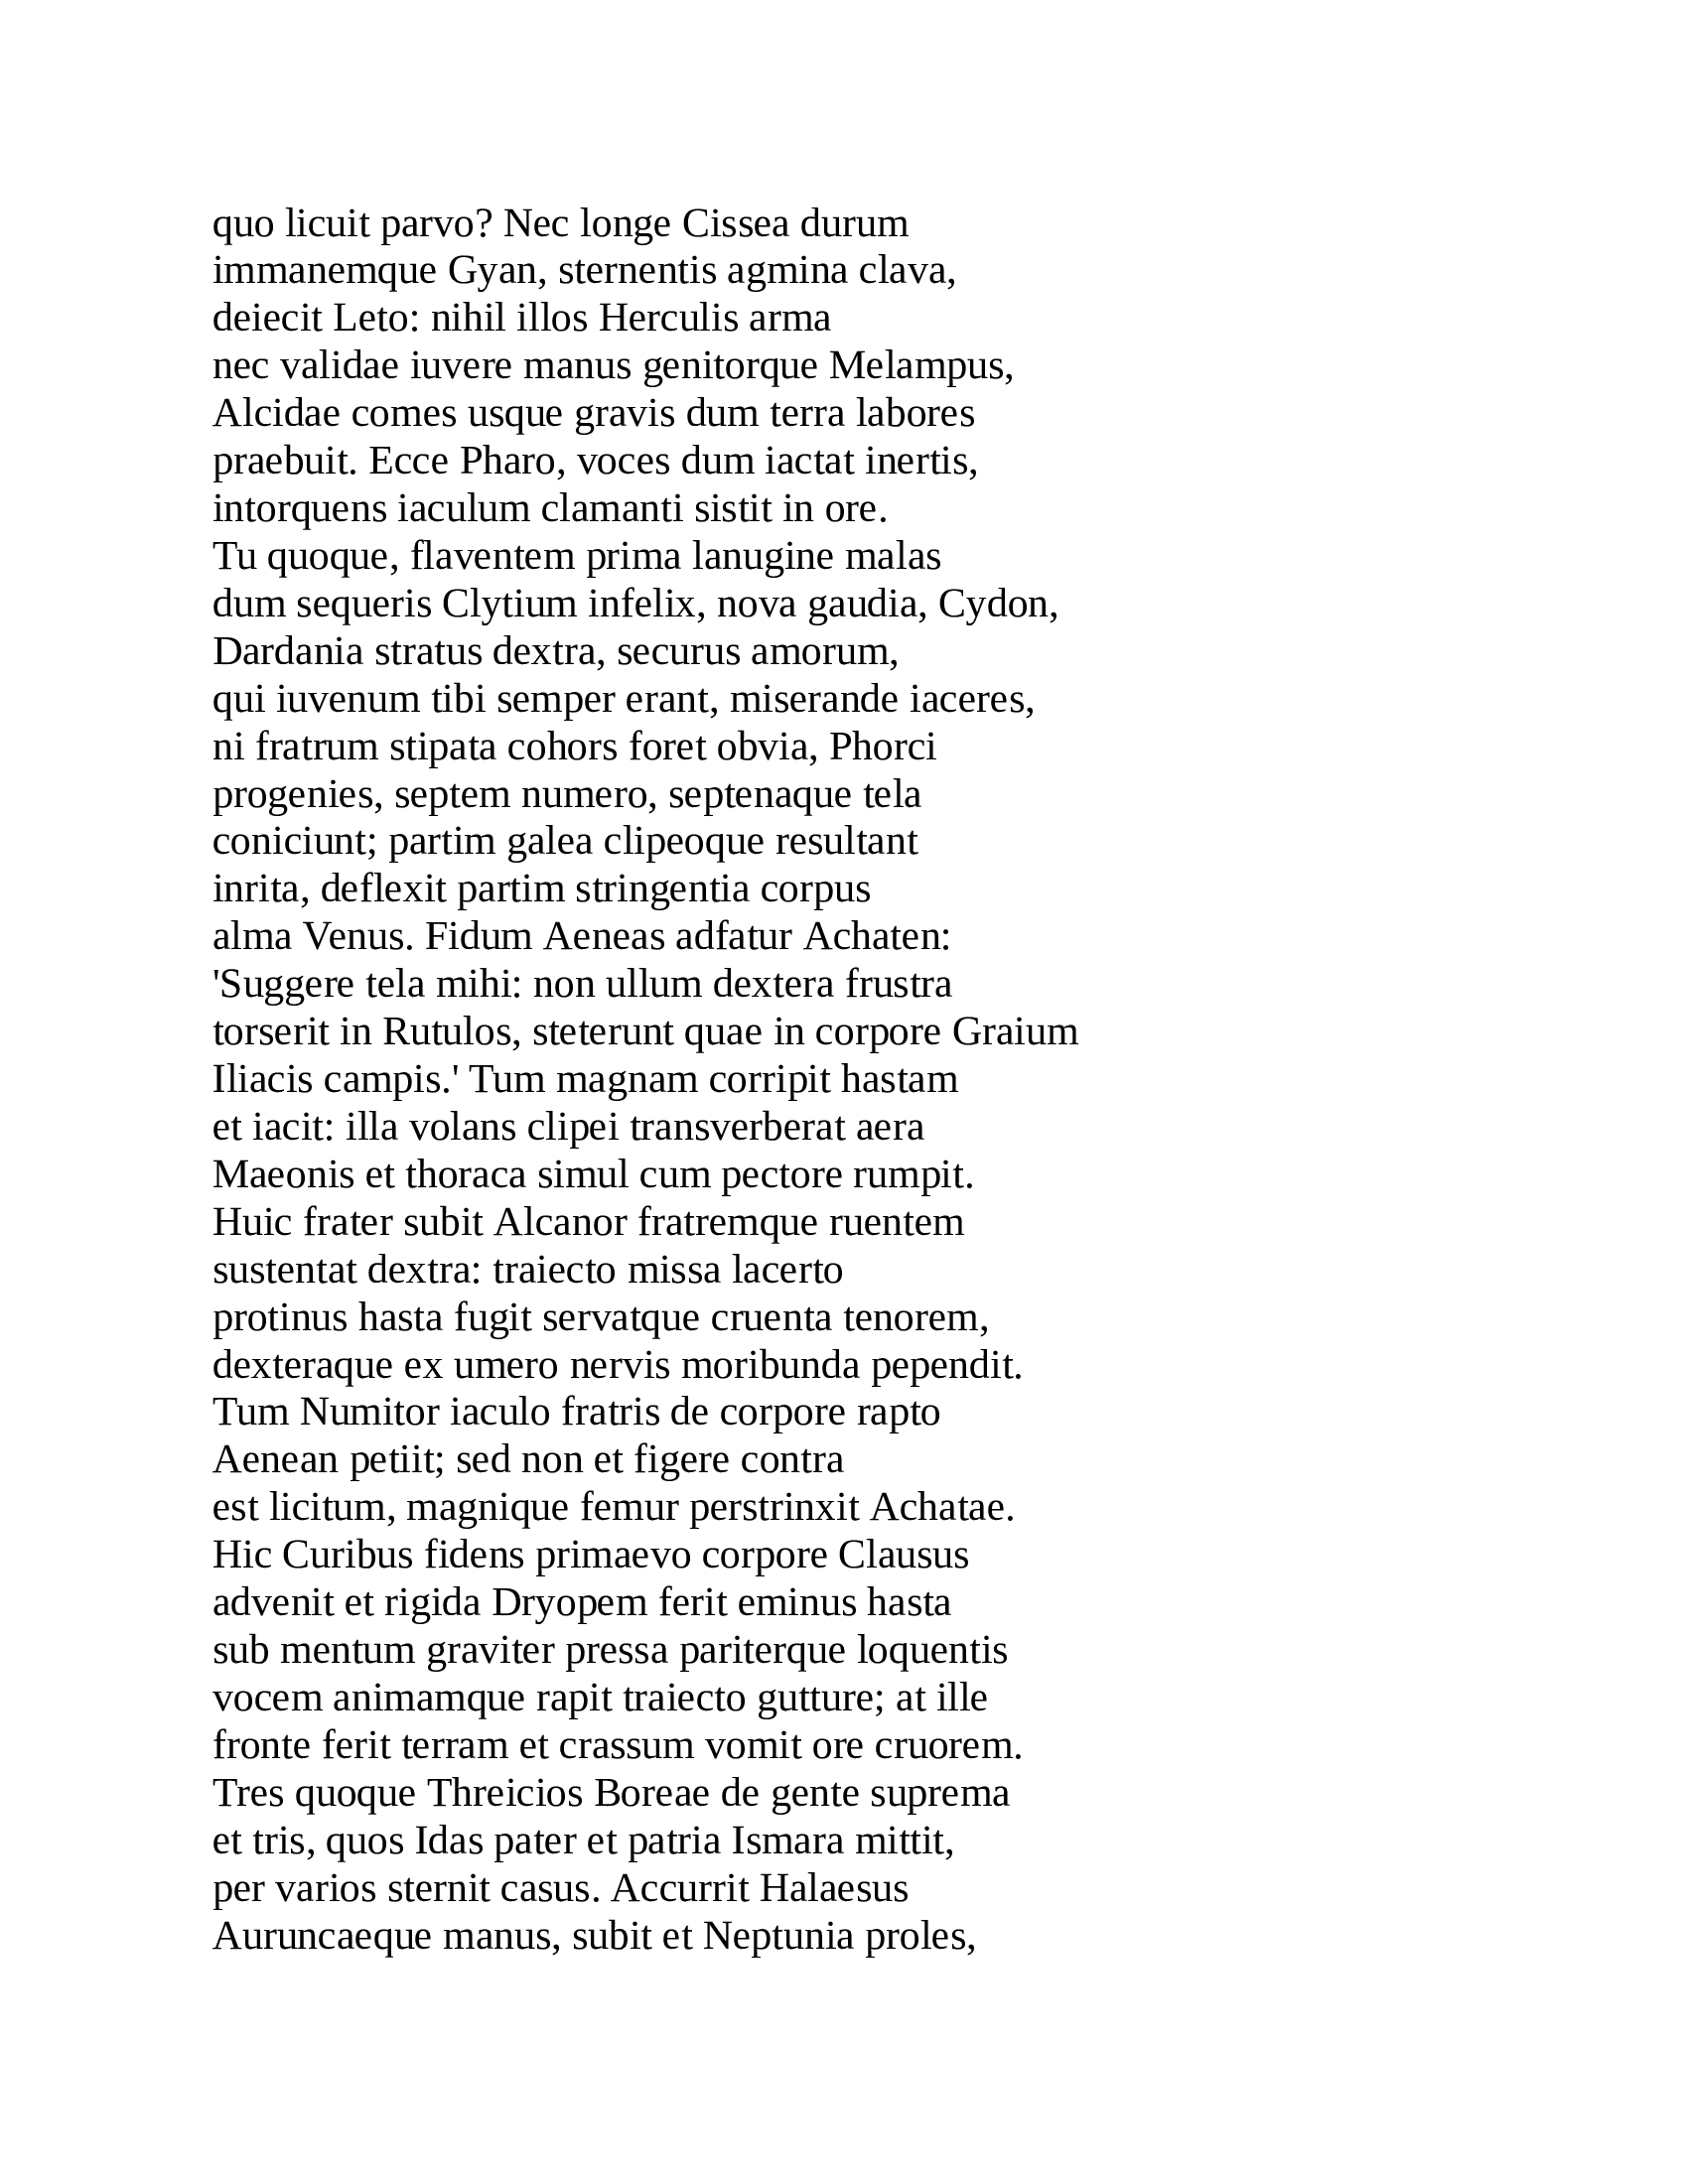 quo licuit parvo? Nec longe Cissea durum
immanemque Gyan, sternentis agmina clava,
deiecit Leto: nihil illos Herculis arma
nec validae iuvere manus genitorque Melampus,
Alcidae comes usque gravis dum terra labores
praebuit. Ecce Pharo, voces dum iactat inertis,
intorquens iaculum clamanti sistit in ore.
Tu quoque, flaventem prima lanugine malas
dum sequeris Clytium infelix, nova gaudia, Cydon,
Dardania stratus dextra, securus amorum,
qui iuvenum tibi semper erant, miserande iaceres,
ni fratrum stipata cohors foret obvia, Phorci
progenies, septem numero, septenaque tela
coniciunt; partim galea clipeoque resultant
inrita, deflexit partim stringentia corpus
alma Venus. Fidum Aeneas adfatur Achaten:
'Suggere tela mihi: non ullum dextera frustra
torserit in Rutulos, steterunt quae in corpore Graium
Iliacis campis.' Tum magnam corripit hastam
et iacit: illa volans clipei transverberat aera
Maeonis et thoraca simul cum pectore rumpit.
Huic frater subit Alcanor fratremque ruentem
sustentat dextra: traiecto missa lacerto
protinus hasta fugit servatque cruenta tenorem,
dexteraque ex umero nervis moribunda pependit.
Tum Numitor iaculo fratris de corpore rapto
Aenean petiit; sed non et figere contra
est licitum, magnique femur perstrinxit Achatae.
Hic Curibus fidens primaevo corpore Clausus
advenit et rigida Dryopem ferit eminus hasta
sub mentum graviter pressa pariterque loquentis
vocem animamque rapit traiecto gutture; at ille
fronte ferit terram et crassum vomit ore cruorem.
Tres quoque Threicios Boreae de gente suprema
et tris, quos Idas pater et patria Ismara mittit,
per varios sternit casus. Accurrit Halaesus
Auruncaeque manus, subit et Neptunia proles,